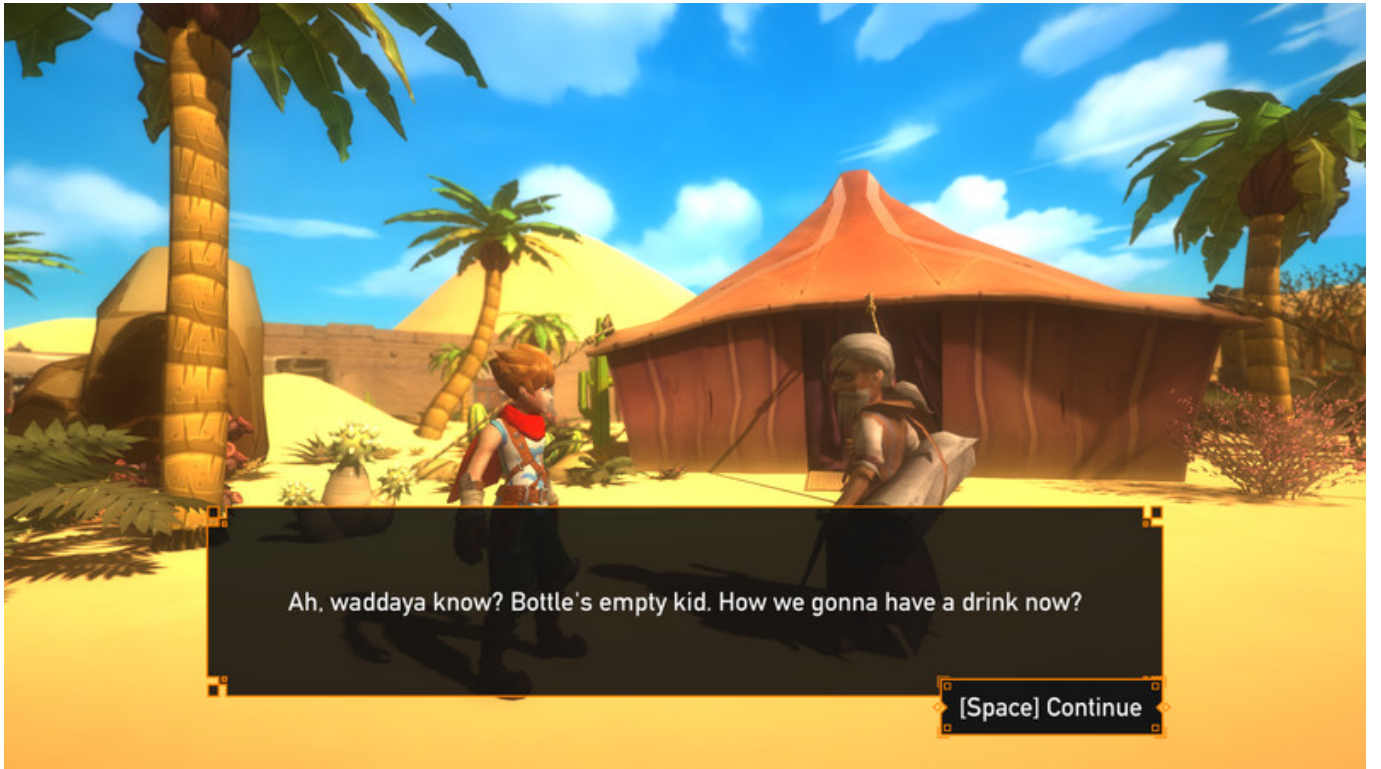 Ah, waddaya know? Bottle's empty kid. How we gonna have a drink now?
[Space] Continue